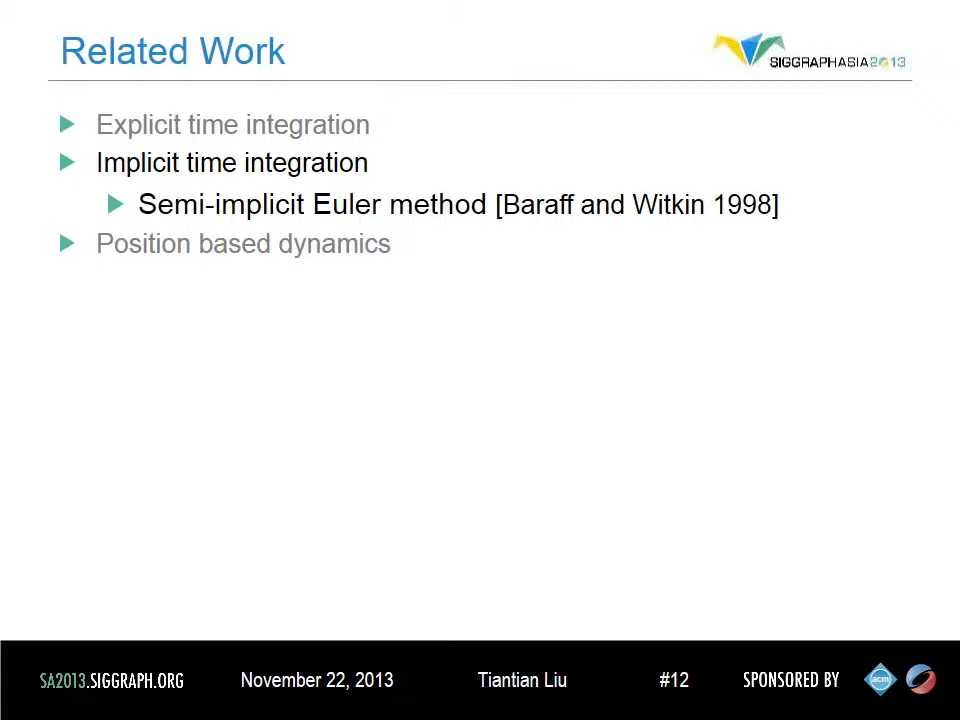 Related Work
SIGGRAPHASIA2013
Explicit time integration
Implicit time integration
Semi-implicit Euler method [Baraff and Witkin 1998]
Position based dynamics
SA2013.SIGGRAPH.ORG
November 22, 2013
Tiantian Liu
#12
SPONSORED BY
acm